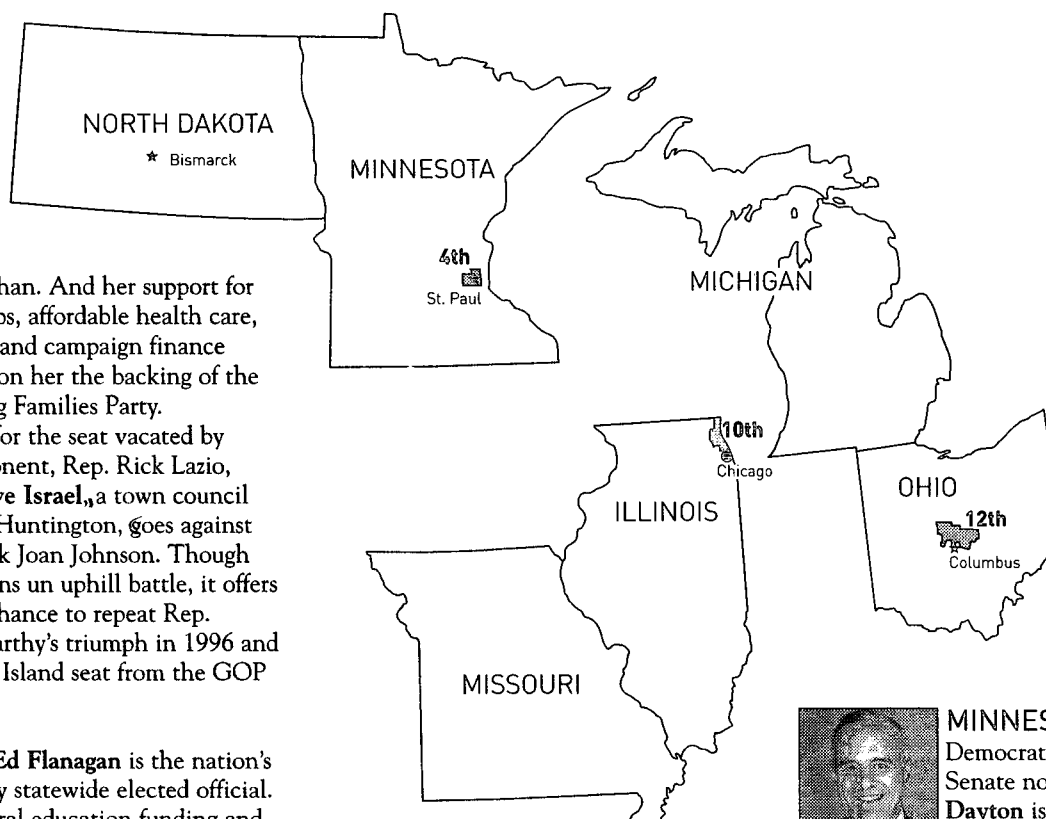 NORTH DAKOTA
Bismarck
MINNESOTA
4th
St. Paul
MICHIGAN
10th
Chicago
ILLINOIS
OHIO
12th
Columbus
MISSOURI
han. And her support for
os, affordable health care,
and campaign finance
on her the backing of the
g Families Party.
for the seat vacated by
onent, Rep. Rick Lazio,
ve Israel, a town council
Huntington, goes against
k Joan Johnson. Though
ns un uphill battle, it offers
hance to repeat Rep.
arthy's triumph in 1996 and
Island seat from the GOP
Ed Flanagan is the nation's
y statewide elected official.
ral education funding and
MINNES
Democrat
Senate no
Dayton is